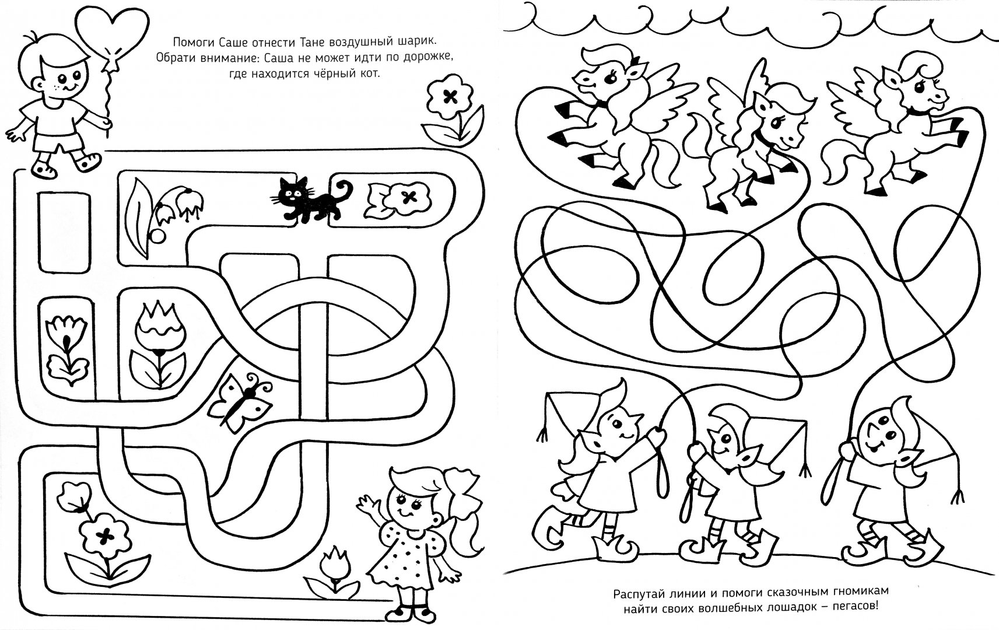 Помоги Саше отнести Тане воздушный шарик.
Обрати внимание: Саша не может идти по дорожке,
где находится чёрный кот.
Распутай линии и помоги сказочным гномикам
найти своих волшебных лошадок – пегасов!